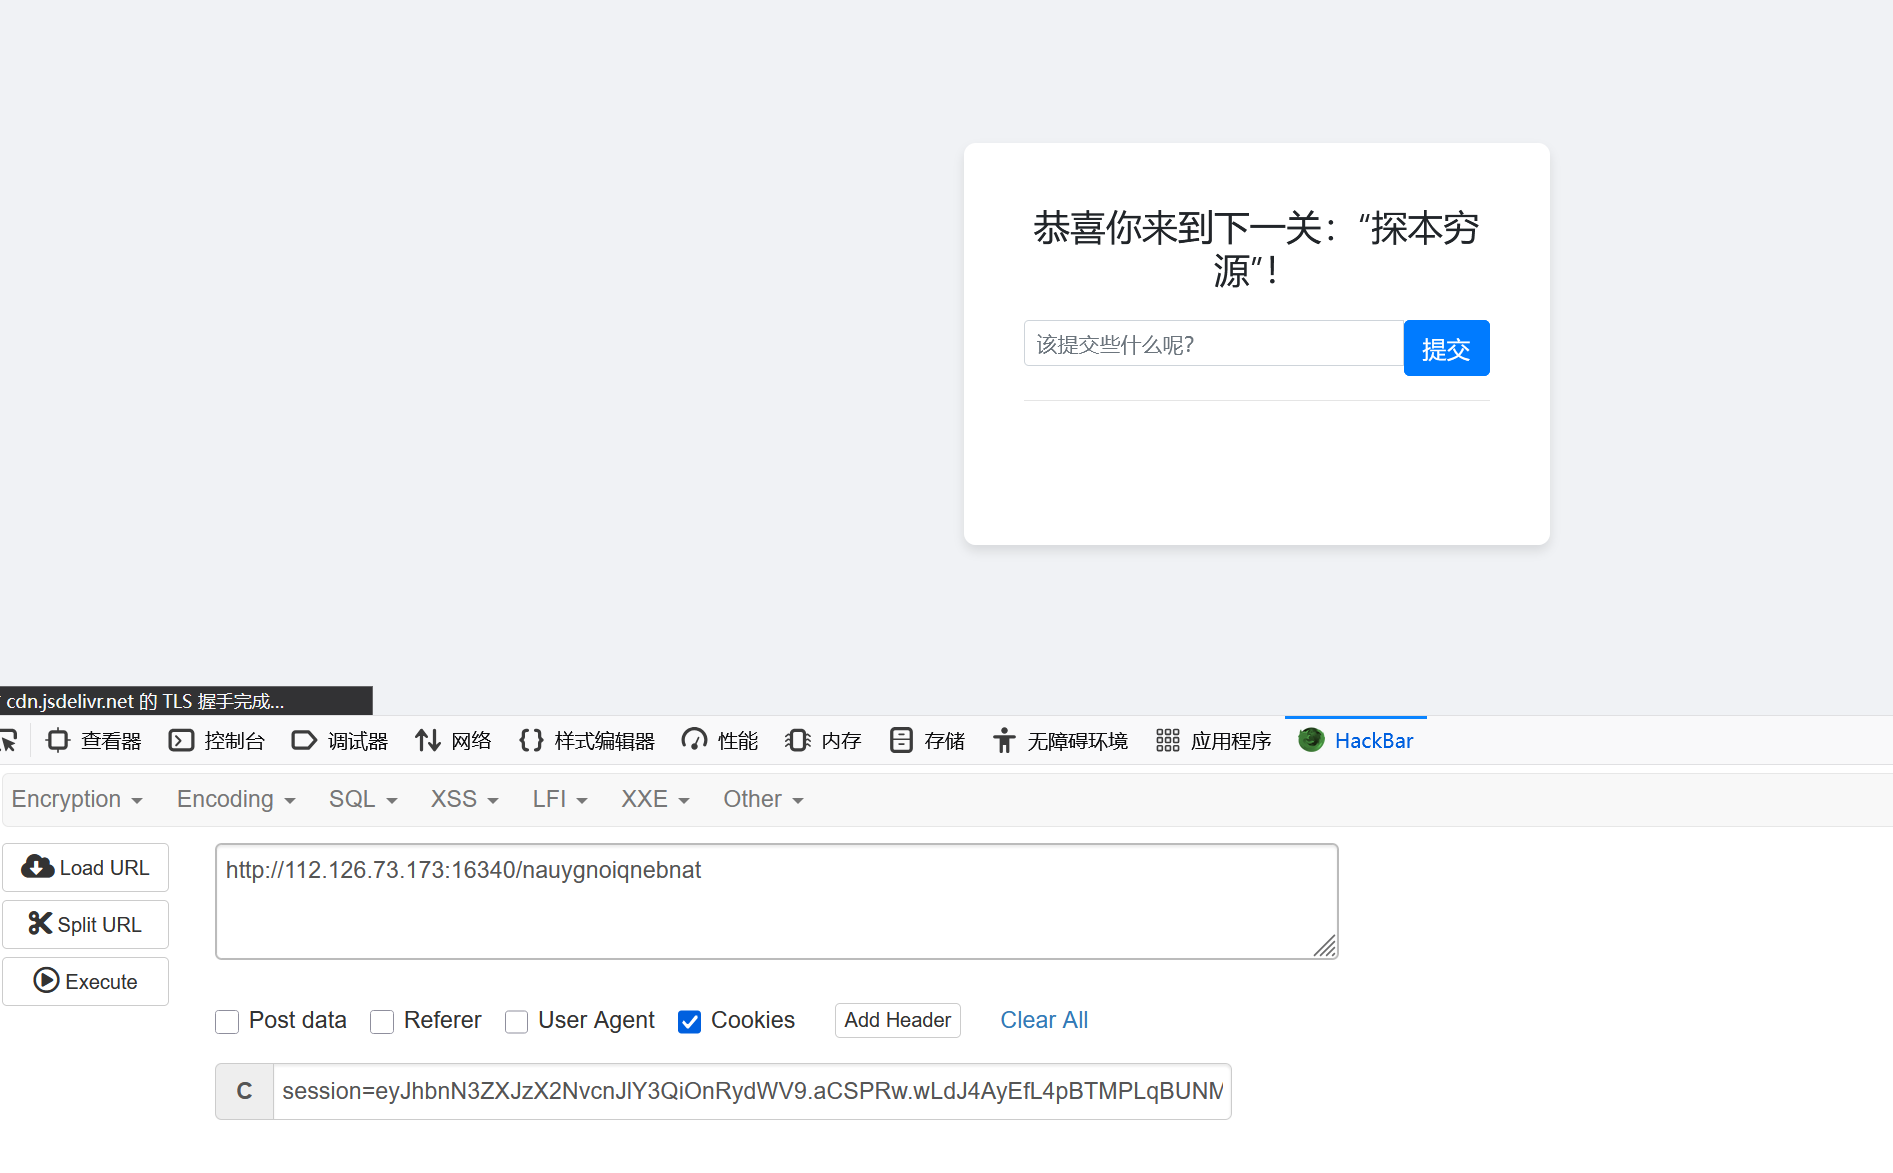 恭喜你来到下一关：“探本穷
源”！
该提交些什么呢？
提交
cdn.jsdelivr.net 的 TLS 握手完成...
查看器 控制台 调试器 网络 样式编辑器 性能 内存 存储 无障碍环境 应用程序 HackBar
Encryption Encoding SQL XSS LFI XXE Other
Load URL
http://112.126.73.173:16340/nauygnoiqnebnat
Split URL
Execute
Post data Referer User Agent Cookies Add Header Clear All
C session=eyJhbnN3ZXJzX2NvcnJlY3QiOnRydWV9.aCSPRw.wLdJ4AyEfL4pBTMPLqBUNM